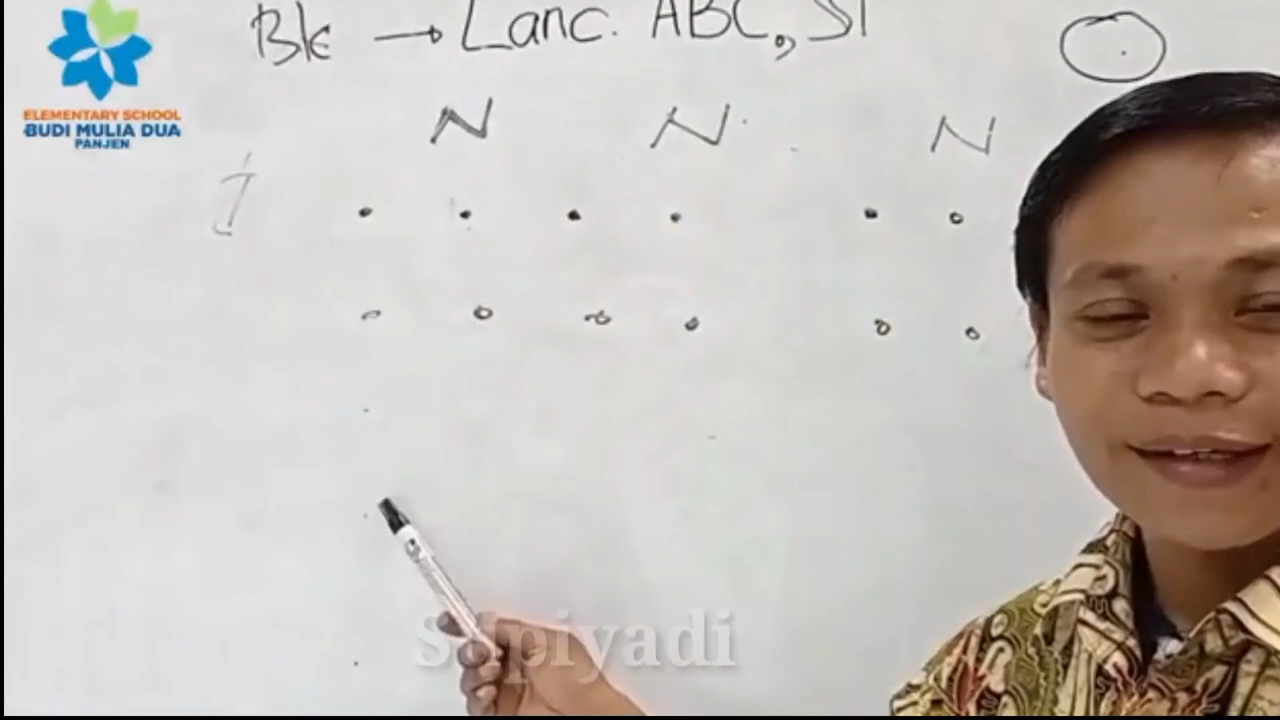 Bk → Lanc. ABC, SI
ELEMENTARY SCHOOL
BUDI MULIA DUA
PANJEN
N N N
I
Supiyadi